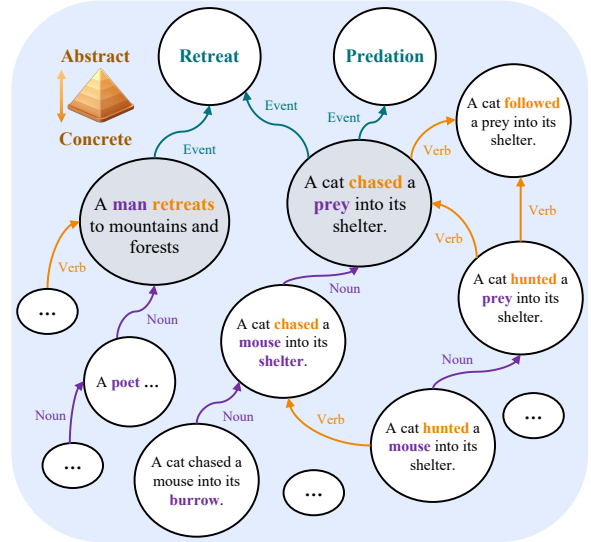 Abstract
Concrete
Retreat
Predation
Event
Event
Event
A cat followed
a prey into its
shelter.
Verb
A man retreats
to mountains and
forests
A cat chased a
prey into its
shelter.
Verb
Verb
Verb
...
Noun
Noun
A cat hunted a
prey into its
shelter.
A cat chased a
mouse into its
shelter.
Noun
A poet ...
Noun
Noun
Verb
...
...
A cat chased a
mouse into its
burrow.
A cat hunted a
mouse into its
shelter.
...